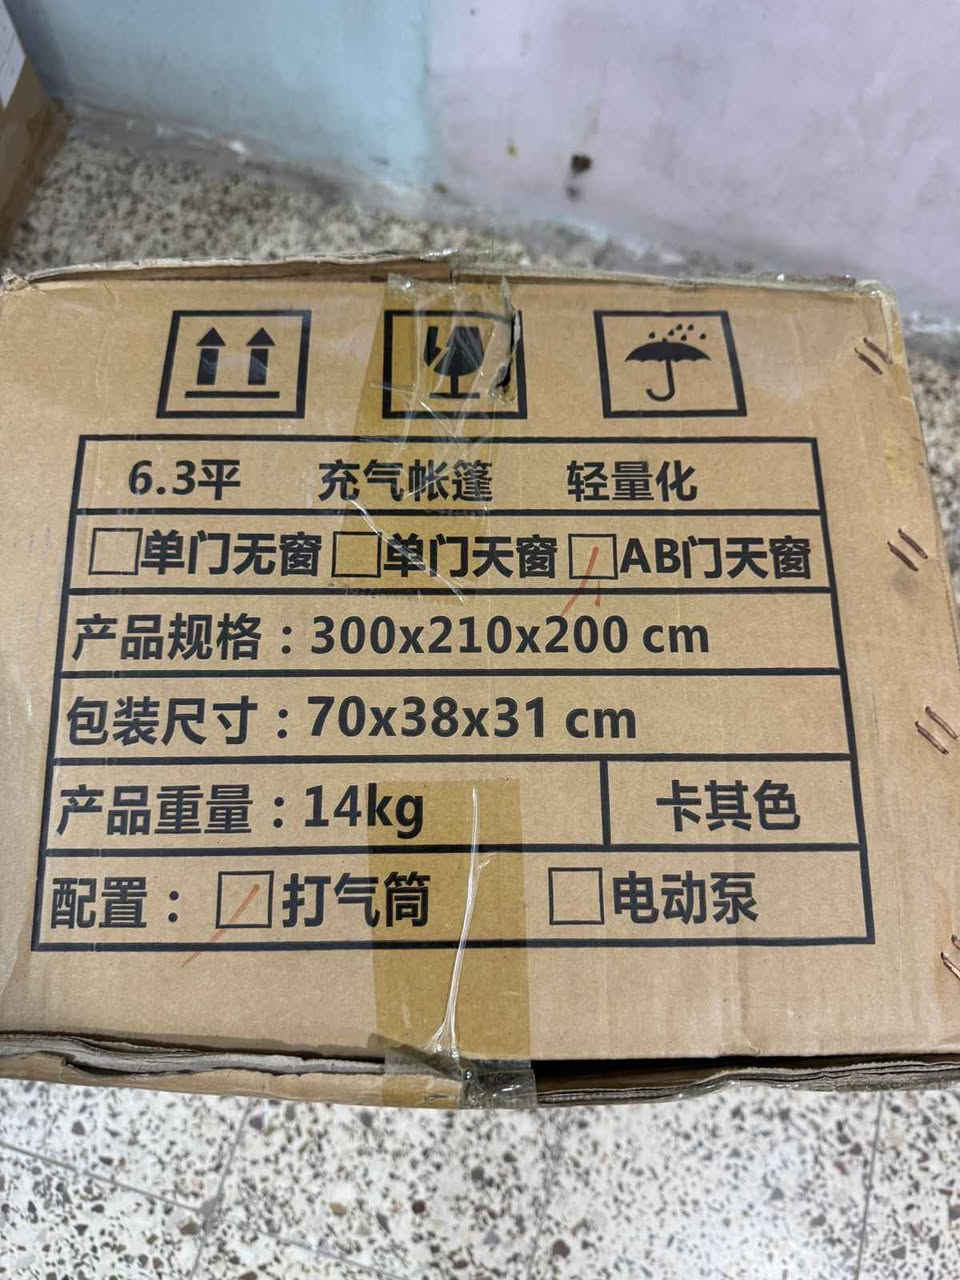 6.3平 充气帐篷 轻量化
单门无窗 单门天窗 AB门天窗
产品规格：300x210x200 cm
包装尺寸：70x38x31 cm
产品重量：14kg 卡其色
配置： 打气筒 电动泵